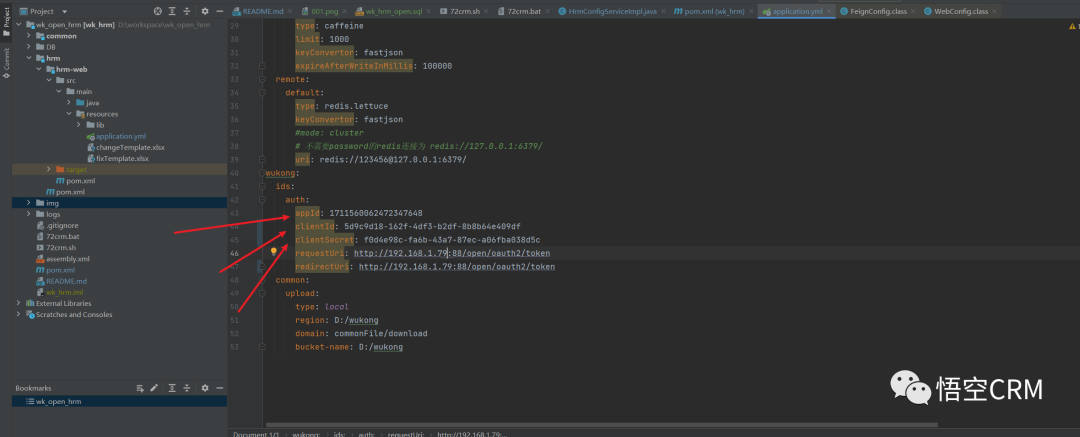 Project
wk_open_hrm [wk_hrm] D:\workspace\wk_open_hrm
common
DB
hrm
hrm-web
src
main
java
resources
lib
application.yml
changeTemplate.xlsx
fixTemplate.xlsx
target
pom.xml
pom.xml
img
logs
.gitignore
72crm.bat
72crm.sh
assembly.xml
pom.xml
README.md
wk_hrm.iml
External Libraries
Scratches and Consoles
Bookmarks
wk_open_hrm
Project
Commit
README.md
001.png
wk_hrm_open.sql
72crm.sh
72crm.bat
HrmConfigServiceImpl.java
pom.xml (wk_hrm)
application.yml
FeignConfig.class
WebConfig.class
29 type: caffeine
30 limit: 1000
31 keyConvertor: fastjson
32 expireAfterWriteInMillis: 100000
33 remote:
34 default:
35 type: redis.lettuce
36 keyConvertor: fastjson
37 #mode: cluster
38 # 不需要password的redis连接为 redis://127.0.0.1:6379/
39 uri: redis://123456@127.0.0.1:6379/
40 wukong:
41 ids:
42 auth:
43 appId: 1711560062472347648
44 clientId: 5d9c9d18-162f-4df3-b2df-8b8b64e409df
45 clientSecret: f0d4e98c-fa6b-43a7-87ec-a06fba038d5c
46 requestUri: http://192.168.1.79:88/open/oauth2/token
47 redirectUri: http://192.168.1.79:88/open/oauth2/token
48 common:
49 upload:
50 type: local
51 region: D:/wukong
52 domain: commonFile/download
53 bucket-name: D:/wukong
悟空CRM
Document 1/1 wukong: ids: auth: requestUri: http://192.168.1.79:...